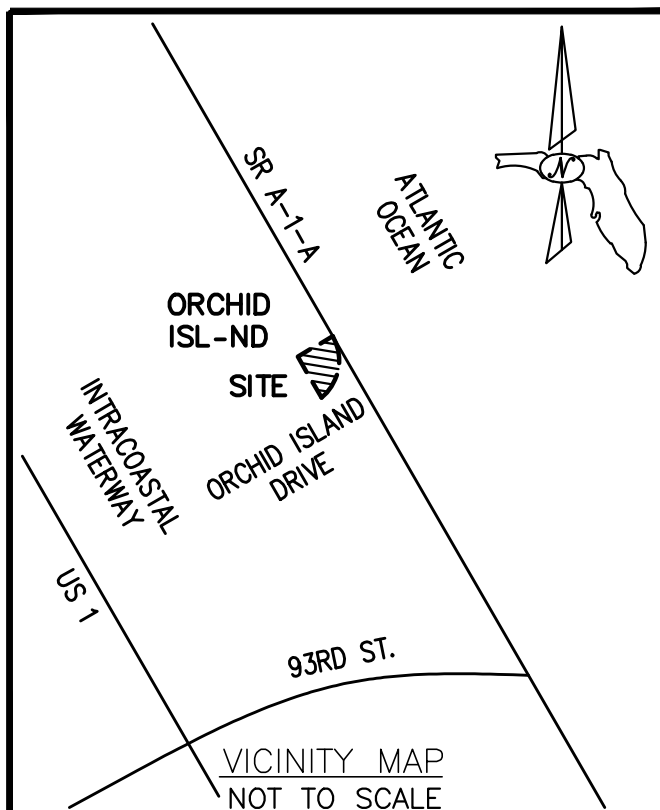 SR A-1-A
ATLANTIC
OCEAN
N
ORCHID
ISL-ND
SITE
INTRACOASTAL
WATERWAY
ORCHID ISLAND
DRIVE
US 1
93RD ST.
VICINITY MAP
NOT TO SCALE